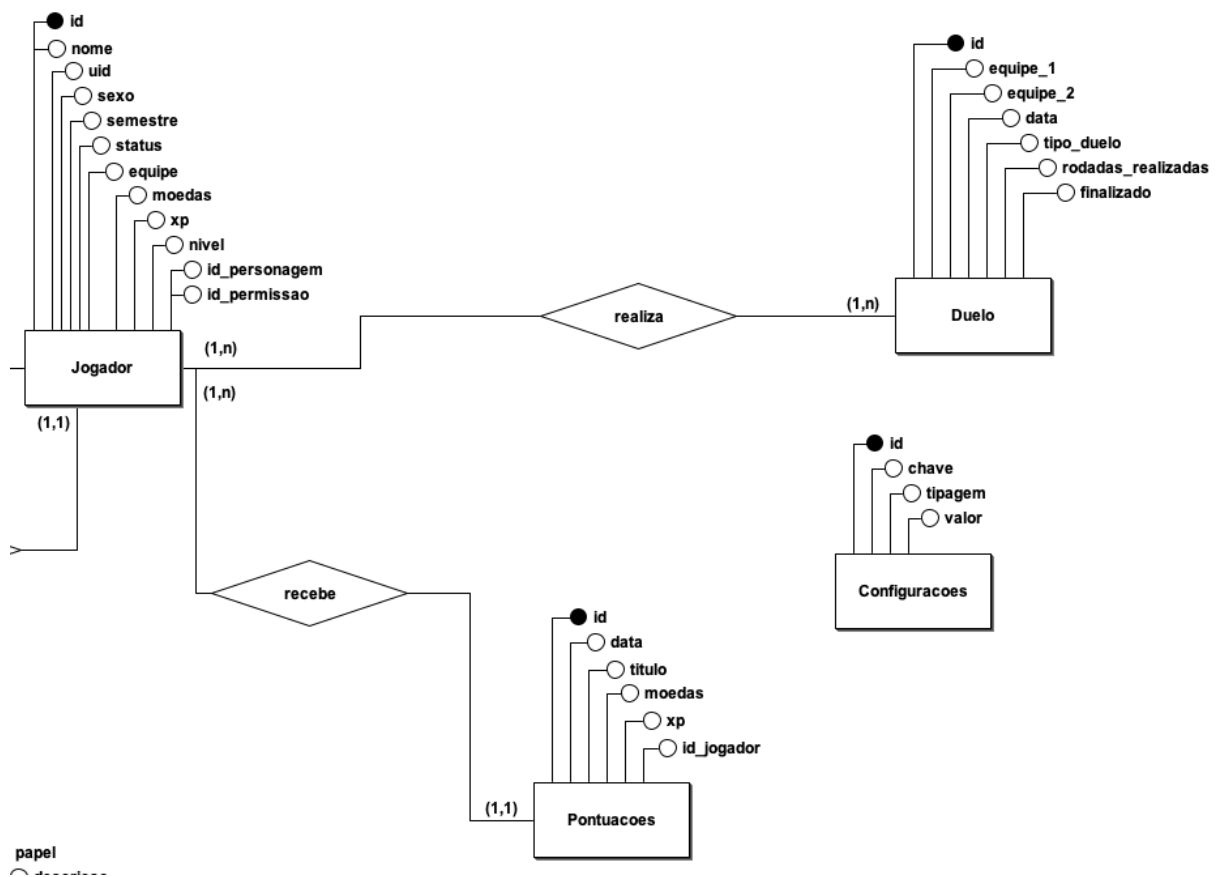 id
nome
uid
sexo
semestre
status
equipe
moedas
xp
nivel
id_personagem
id_permissao
Jogador
(1,n)
(1,n)
(1,1)
realiza
(1,n)
id
equipe_1
equipe_2
data
tipo_duelo
rodadas_realizadas
finalizado
Duelo
id
chave
tipagem
valor
Configuracoes
recebe
id
data
titulo
moedas
xp
id_jogador
(1,1)
Pontuacoes
papel